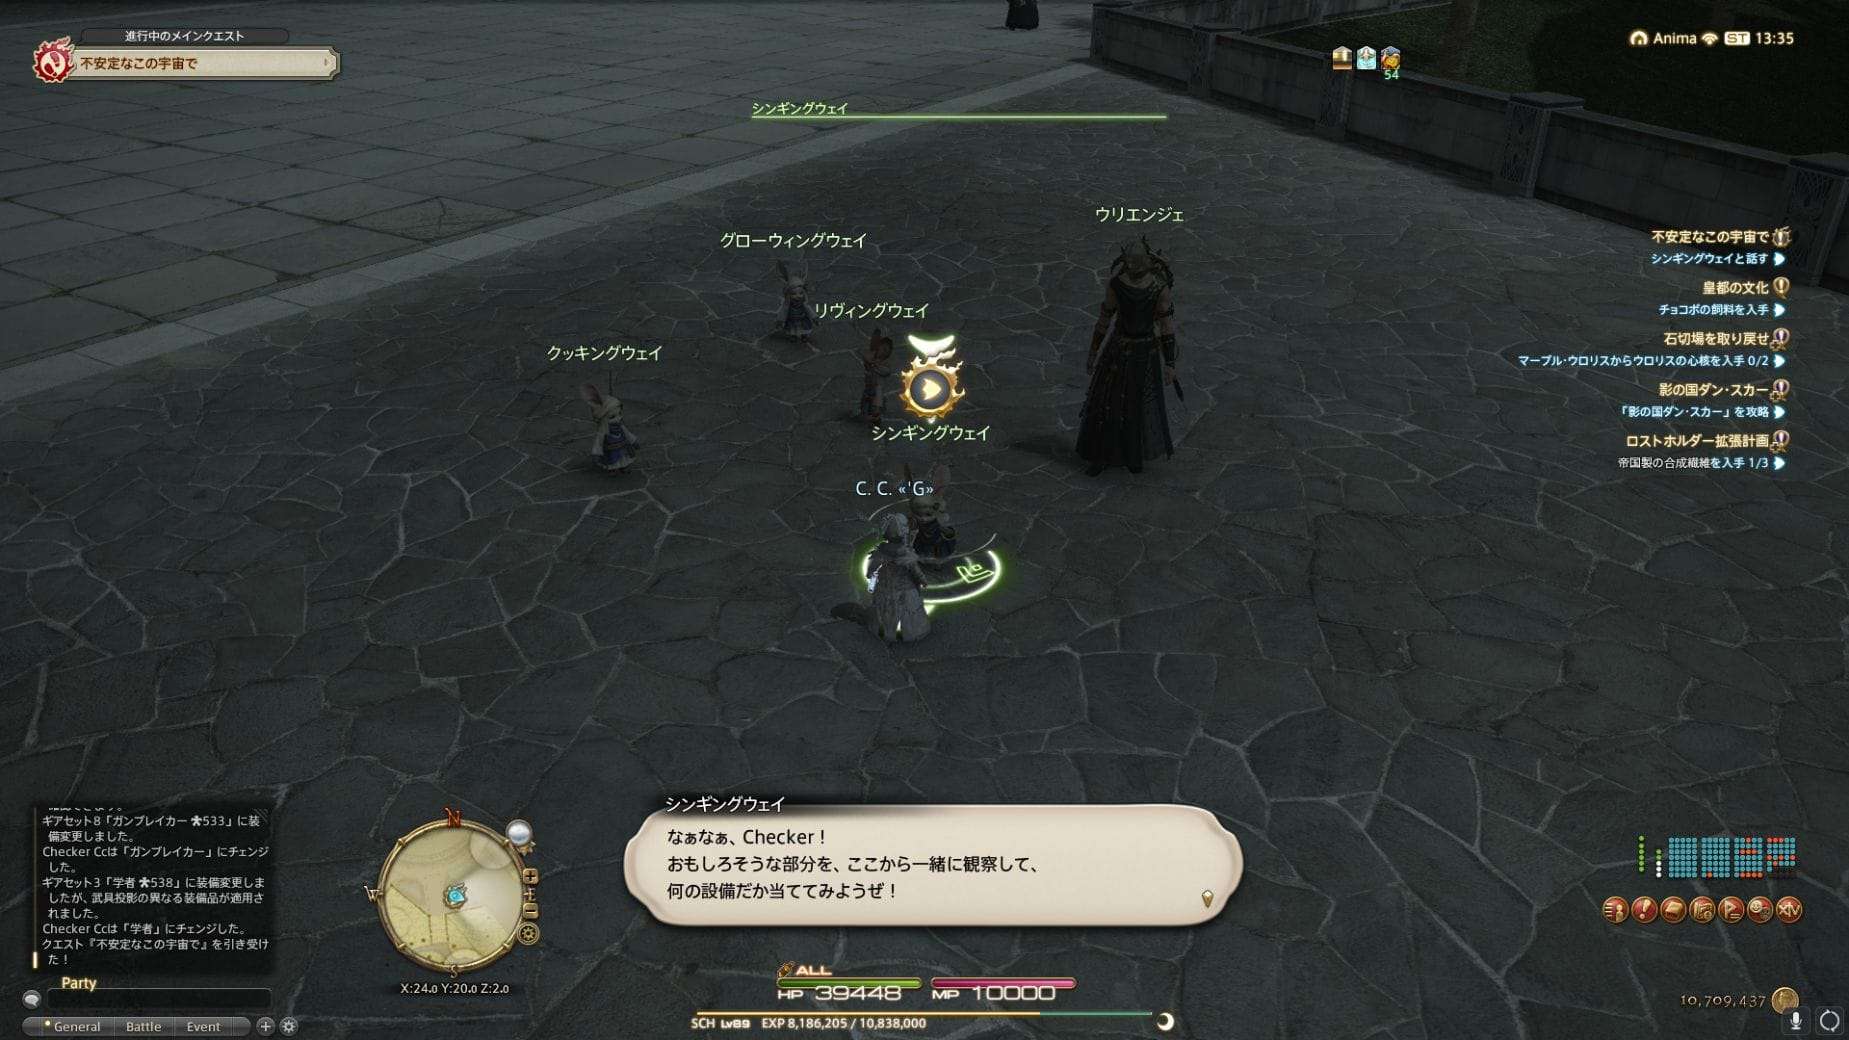 進行中のメインクエスト
不安定なこの宇宙で
Anima ST 13:35
54
シンギングウェイ
ウリエンジェ
グローウィングウェイ
リヴィングウェイ
クッキングウェイ
シンギングウェイ
C. C. «'G»
不安定なこの宇宙で
シンギングウェイと話す
皇都の文化
チョコボの飼料を入手
石切場を取り戻せ
マーブル・ウロリスからウロリスの心核を入手 0/2
影の国ダン・スカー
「影の国ダン・スカー」を攻略
ロストホルダー拡張計画
帝国製の合成繊維を入手 1/3
シンギングウェイ
なぁなぁ、Checker！
おもしろそうな部分を、ここから一緒に観察して、
何の設備だか当ててみようぜ！
ギアセット8「ガンブレイカー ★533」に装
備変更しました。
Checker Ccは「ガンブレイカー」にチェンジ
した。
ギアセット3「学者 ★538」に装備変更しま
したが、武具投影の異なる装備品が適用さ
れました。
Checker Ccは「学者」にチェンジした。
クエスト『不安定なこの宇宙で』を引き受け
た！
Party
General Battle Event
N
W
S
X:24.0 Y:20.0 Z:2.0
ALL
HP 39448 MP 10000
SCH Lv89 EXP 8,186,205 / 10,838,000
XIV
10,709,437